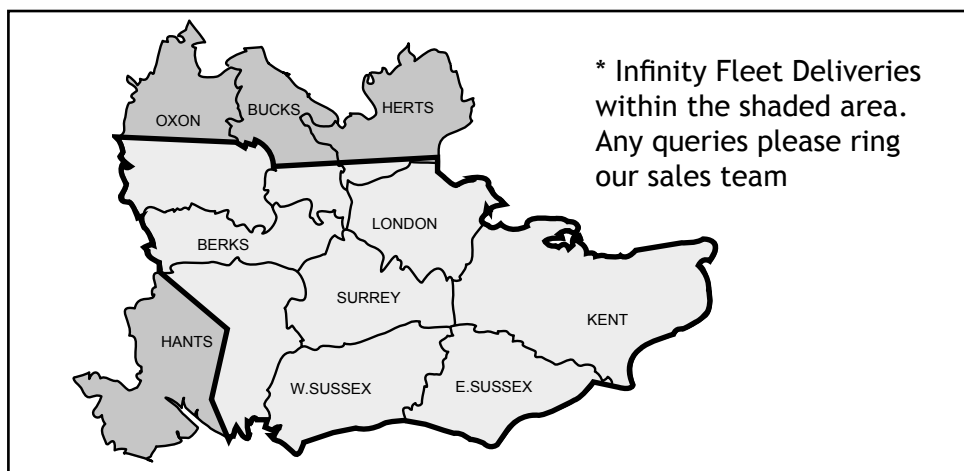 * Infinity Fleet Deliveries
within the shaded area.
Any queries please ring
our sales team
OXON
BUCKS
HERTS
LONDON
BERKS
SURREY
KENT
HANTS
W.SUSSEX
E.SUSSEX